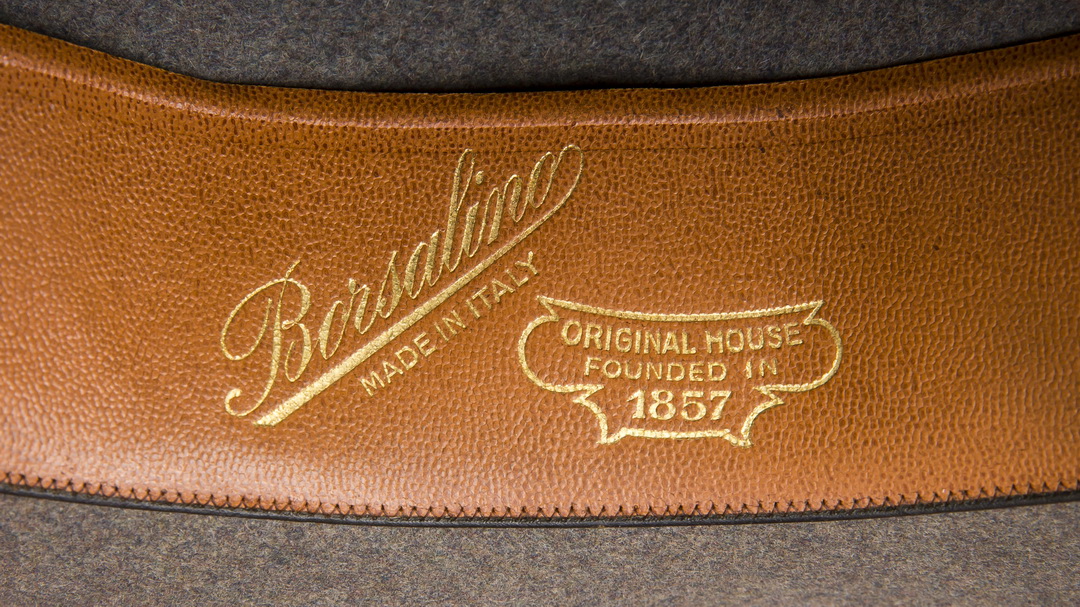 Borsalino
MADE IN ITALY
ORIGINAL HOUSE
FOUNDED IN
1857